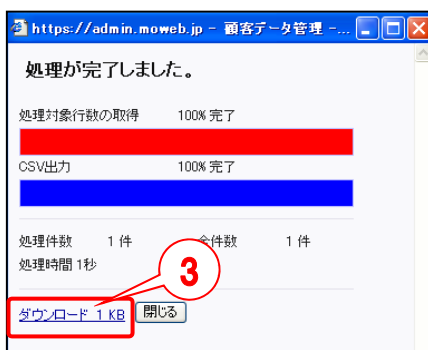 https://admin.moweb.jp - 顧客データ管理 -...
処理が完了しました。
処理対象行数の取得 100% 完了
CSV出力 100% 完了
処理件数 1 件 全件数 1 件
処理時間 1秒
3
ダウンロード 1 KB 閉じる